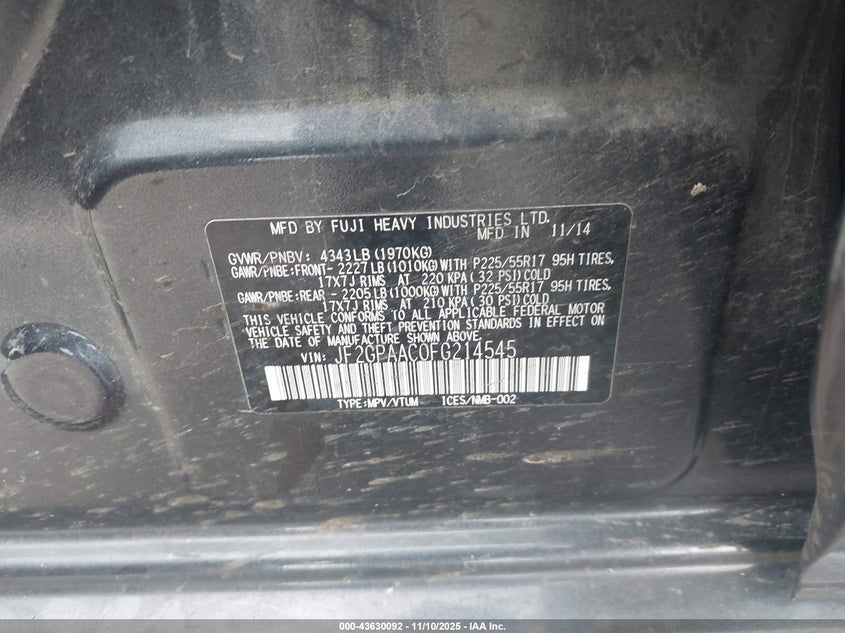 MFD BY FUJI HEAVY INDUSTRIES LTD.
MFD IN 11/14
GVWR/PNBV: 4343LB(1970KG)
GAWR/PNBE:FRONT- 2227LB(1010KG)WITH P225/55R17 95H TIRES,
17X7J RIMS AT 220 KPA(32 PSI)COLD
GAWR/PNBE:REAR - 2205LB(1000KG)WITH P225/55R17 95H TIRES,
17X7J RIMS AT 210 KPA(30 PSI)COLD
THIS VEHICLE CONFORMS TO ALL APPLICABLE FEDERAL MOTOR
VEHICLE SAFETY AND THEFT PREVENTION STANDARDS IN EFFECT ON
THE DATE OF MANUFACTURE SHOWN ABOVE.
VIN: JF2GPAAC0FG214545
TYPE:MPV/VTUM 1CES/NMB-002
000-43630092 - 11/10/2025 - IAA Inc.